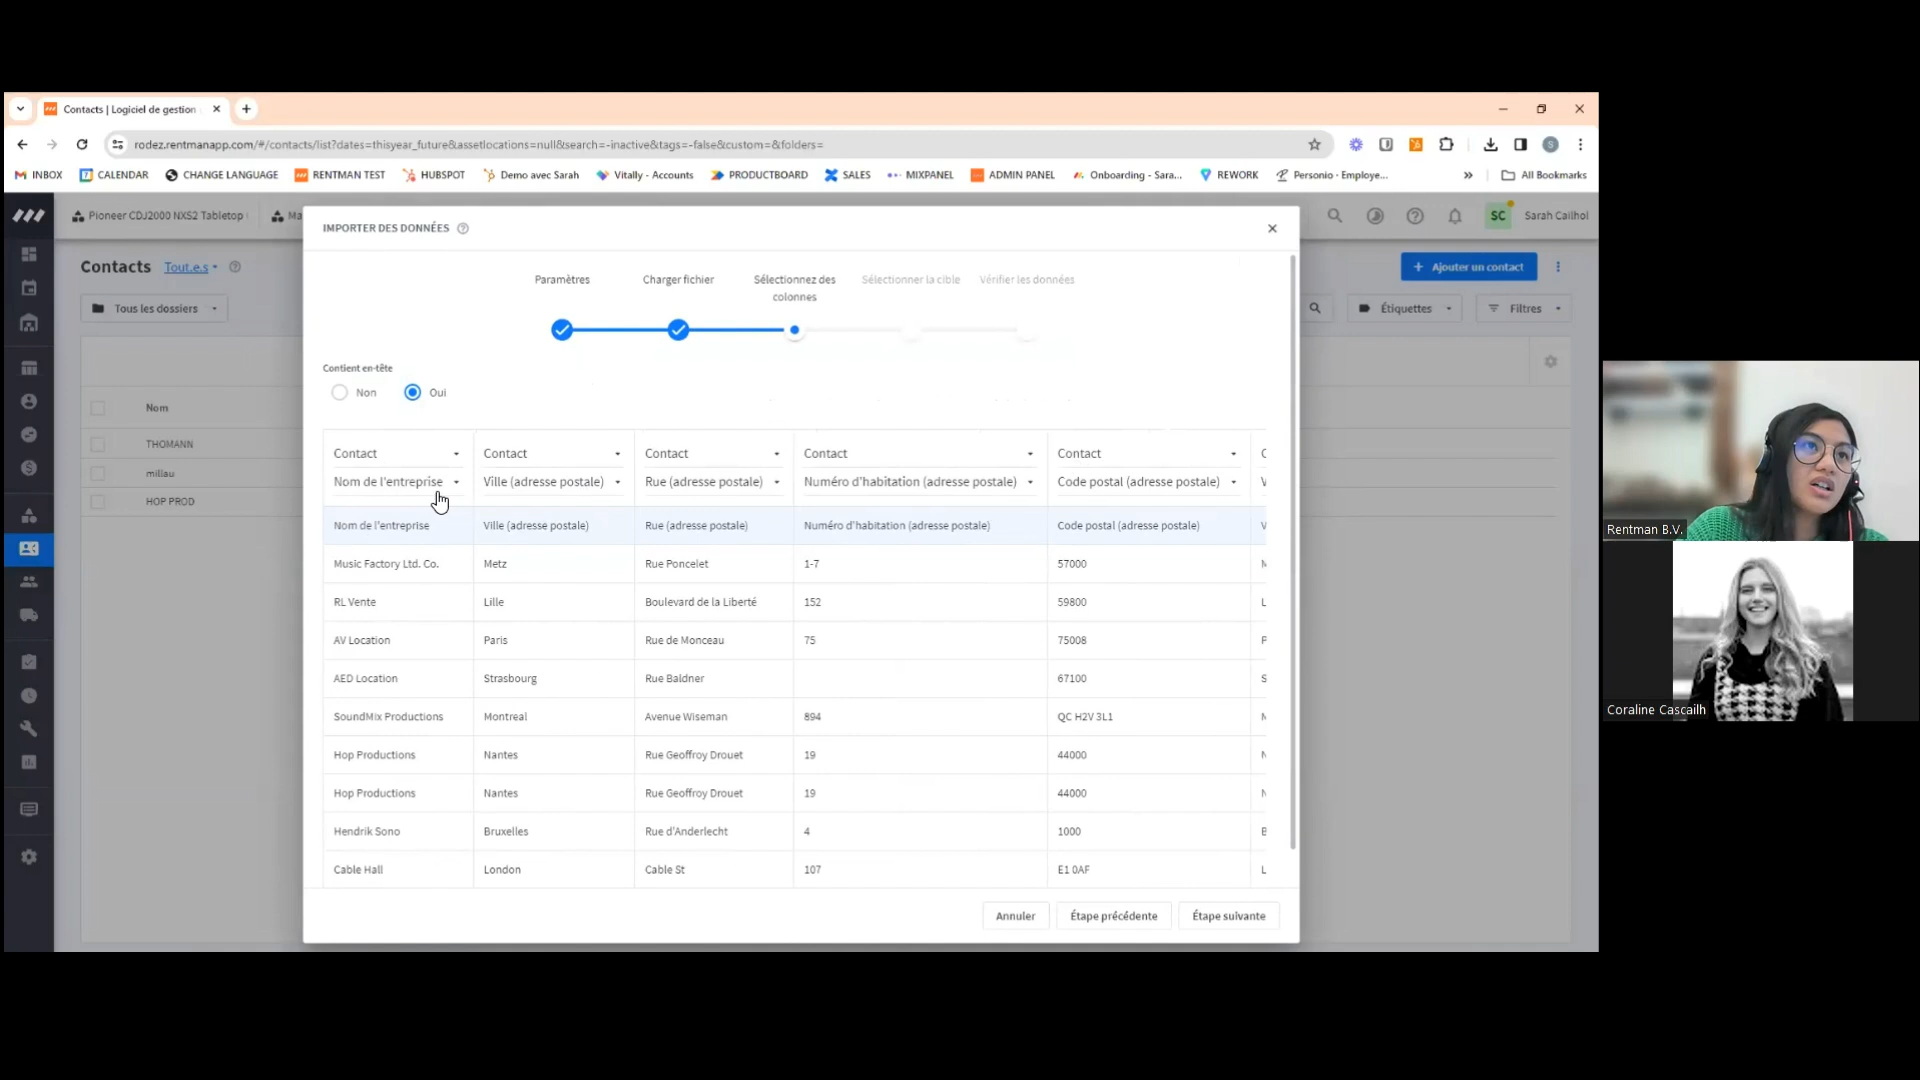 Contacts | Logiciel de gestion
rodez.rentmanapp.com/#/contacts/list?dates=thisyear_future&assetlocations=null&search=-inactive&tags=-false&custom=&folders=
INBOX CALENDAR CHANGE LANGUAGE RENTMAN TEST HUBSPOT Demo avec Sarah Vitally - Accounts PRODUCTBOARD SALES MIXPANEL ADMIN PANEL Onboarding - Sara... REWORK Personio - Employe... » All Bookmarks
Pioneer CDJ2000 NXS2 Tabletop Ma SC Sarah Cailhol
IMPORTER DES DONNÉES
Contacts Tout.e.s
+ Ajouter un contact
Tous les dossiers
Étiquettes Filtres
Paramètres Charger fichier Sélectionnez des colonnes Sélectionner la cible Vérifier les données
Contient en-tête
Non Oui
Nom
THOMANN
millau
HOP PROD
Contact Contact Contact Contact Contact C
Nom de l'entreprise Ville (adresse postale) Rue (adresse postale) Numéro d'habitation (adresse postale) Code postal (adresse postale) V
Nom de l'entreprise Ville (adresse postale) Rue (adresse postale) Numéro d'habitation (adresse postale) Code postal (adresse postale) V
Music Factory Ltd. Co. Metz Rue Poncelet 1-7 57000 M
RL Vente Lille Boulevard de la Liberté 152 59800 L
AV Location Paris Rue de Monceau 75 75008 P
AED Location Strasbourg Rue Baldner 67100 S
SoundMix Productions Montreal Avenue Wiseman 894 QC H2V 3L1 M
Hop Productions Nantes Rue Geoffroy Drouet 19 44000 N
Hop Productions Nantes Rue Geoffroy Drouet 19 44000 N
Hendrik Sono Bruxelles Rue d'Anderlecht 4 1000 B
Cable Hall London Cable St 107 E1 0AF L
Annuler Étape précédente Étape suivante
Rentman B.V.
Coraline Cascailh